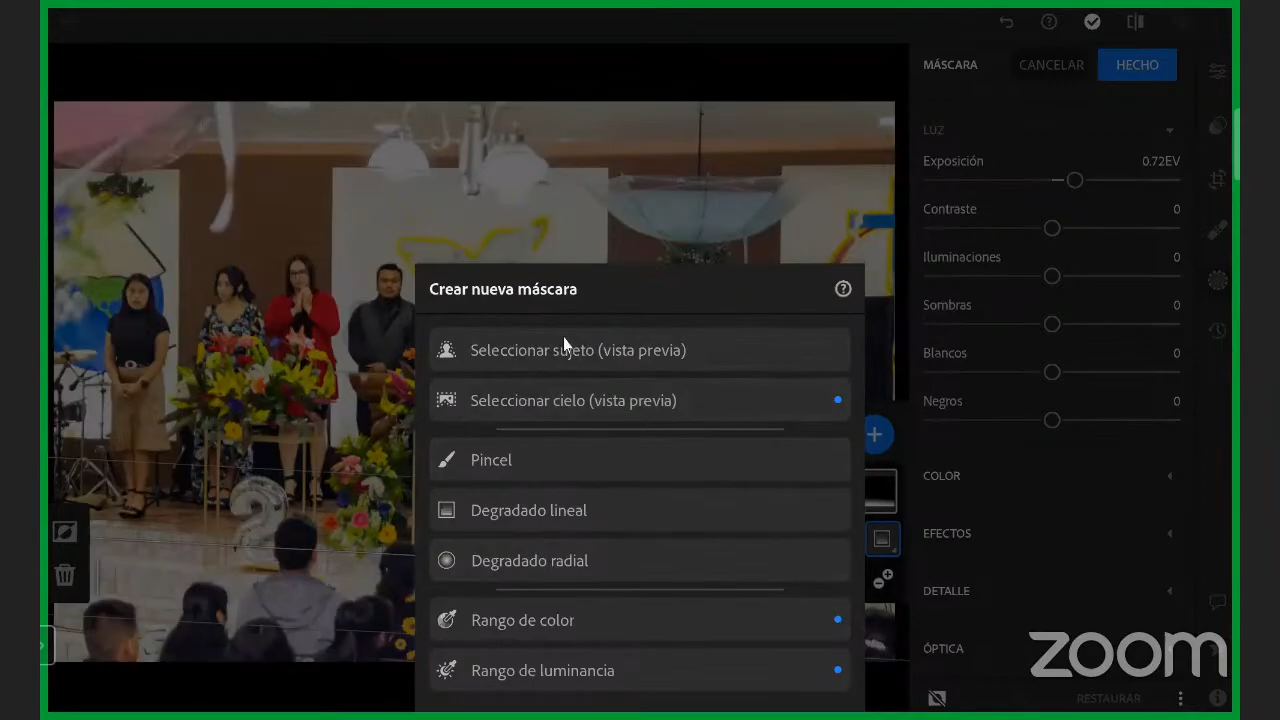 MÁSCARA
CANCELAR
HECHO
LUZ
Exposición 0.72EV
Contraste 0
Iluminaciones 0
Sombras 0
Blancos 0
Negros 0
COLOR
EFECTOS
DETALLE
ÓPTICA
RESTAURAR
Crear nueva máscara
Seleccionar sujeto (vista previa)
Seleccionar cielo (vista previa)
Pincel
Degradado lineal
Degradado radial
Rango de color
Rango de luminancia
zoom